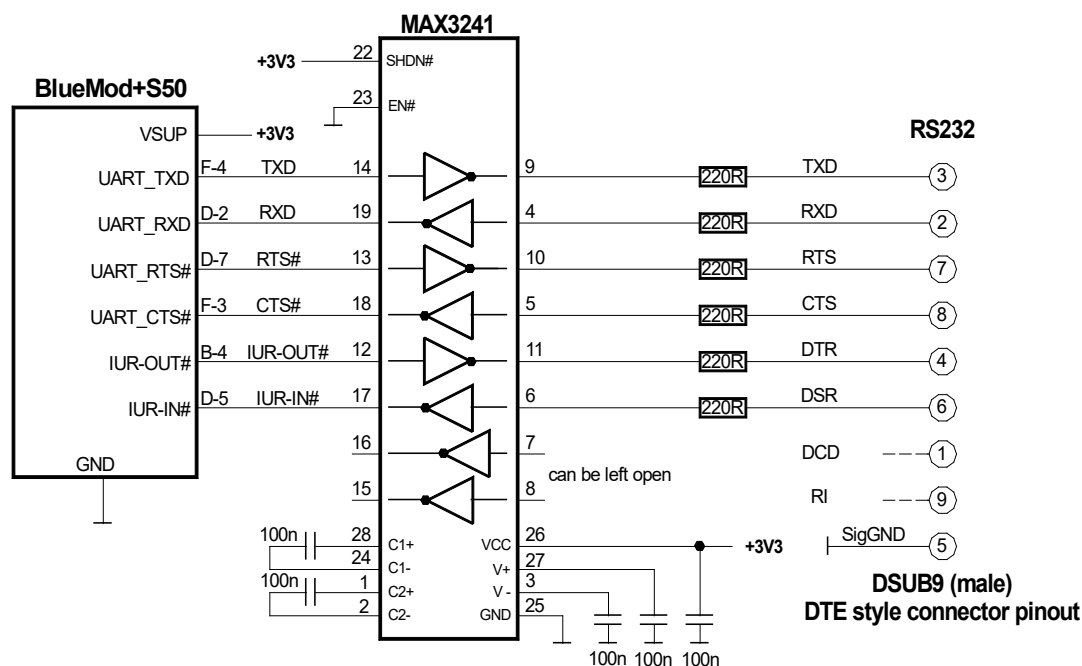 MAX3241
+3V3 22 SHDN#
23 EN#
BlueMod+S50
VSUP +3V3
RS232
UART_TXD F-4 TXD 14 9 220R TXD 3
UART_RXD D-2 RXD 19 4 220R RXD 2
UART_RTS# D-7 RTS# 13 10 220R RTS 7
UART_CTS# F-3 CTS# 18 5 220R CTS 8
IUR-OUT# B-4 IUR-OUT# 12 11 220R DTR 4
IUR-IN# D-5 IUR-IN# 17 6 220R DSR 6
16 7 DCD 1
GND
can be left open
15 8 RI 9
100n 28 C1+ VCC 26 +3V3 SigGND 5
24 C1- V+ 27
100n 1 C2+ V - 3
2 C2- GND 25
DSUB9 (male)
DTE style connector pinout
100n 100n 100n